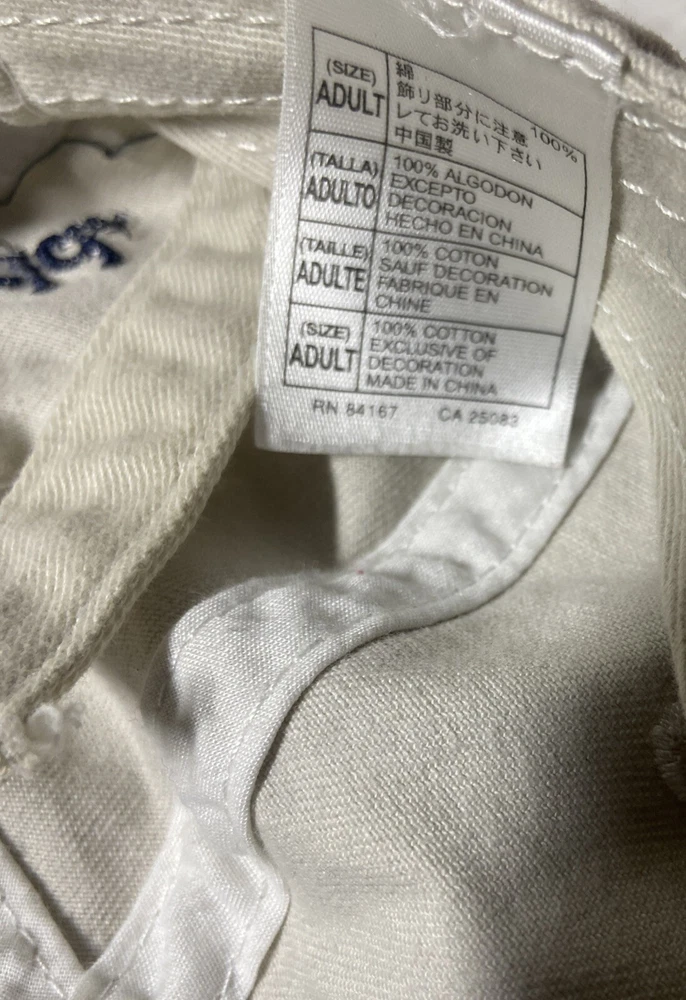 (SIZE)
ADULT
綿 100%
飾リ部分に注意
してお洗い下さい
中国製
(TALLA)
ADULTO
100% ALGODON
EXCEPTO
DECORACION
HECHO EN CHINA
(TAILLE)
ADULTE
100% COTON
SAUF DECORATION
FABRIQUE EN
CHINE
(SIZE)
ADULT
100% COTTON
EXCLUSIVE OF
DECORATION
MADE IN CHINA
RN 84167 CA 25083